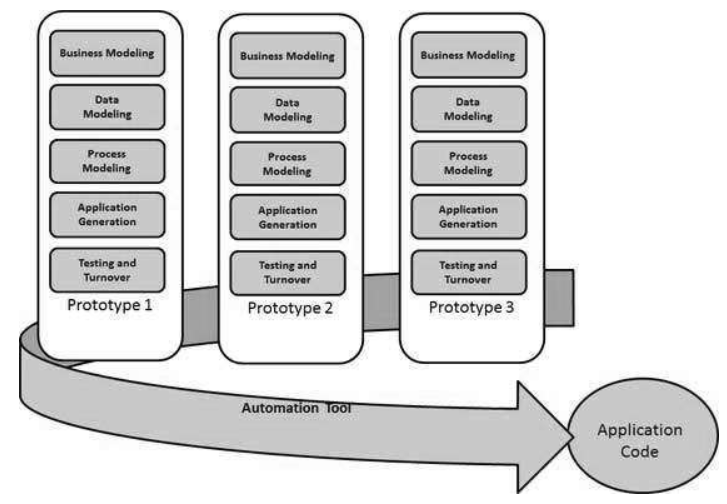 Business Modeling
Data
Modeling
Process
Modeling
Application
Generation
Testing and
Turnover
Prototype 1
Business Modeling
Data
Modeling
Process
Modeling
Application
Generation
Testing and
Turnover
Prototype 2
Business Modeling
Data
Modeling
Process
Modeling
Application
Generation
Testing and
Turnover
Prototype 3
Automation Tool
Application
Code